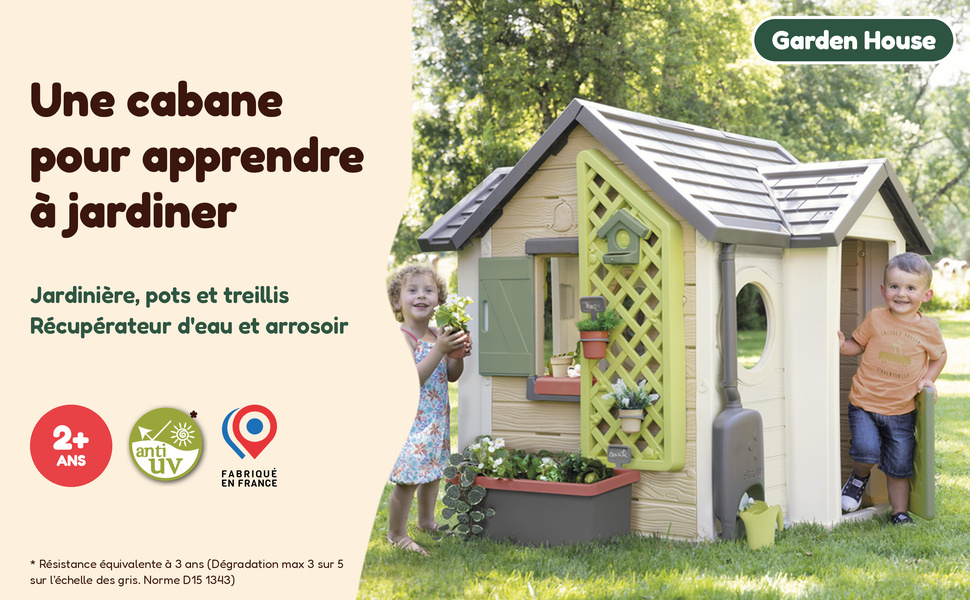 Garden House
Une cabane
pour apprendre
à jardiner
Jardinière, pots et treillis
Récupérateur d'eau et arrosoir
2+
ANS
anti
uv
*
FABRIQUÉ
EN FRANCE
* Résistance équivalente à 3 ans (Dégradation max 3 sur 5
sur l'échelle des gris. Norme D15 1343)